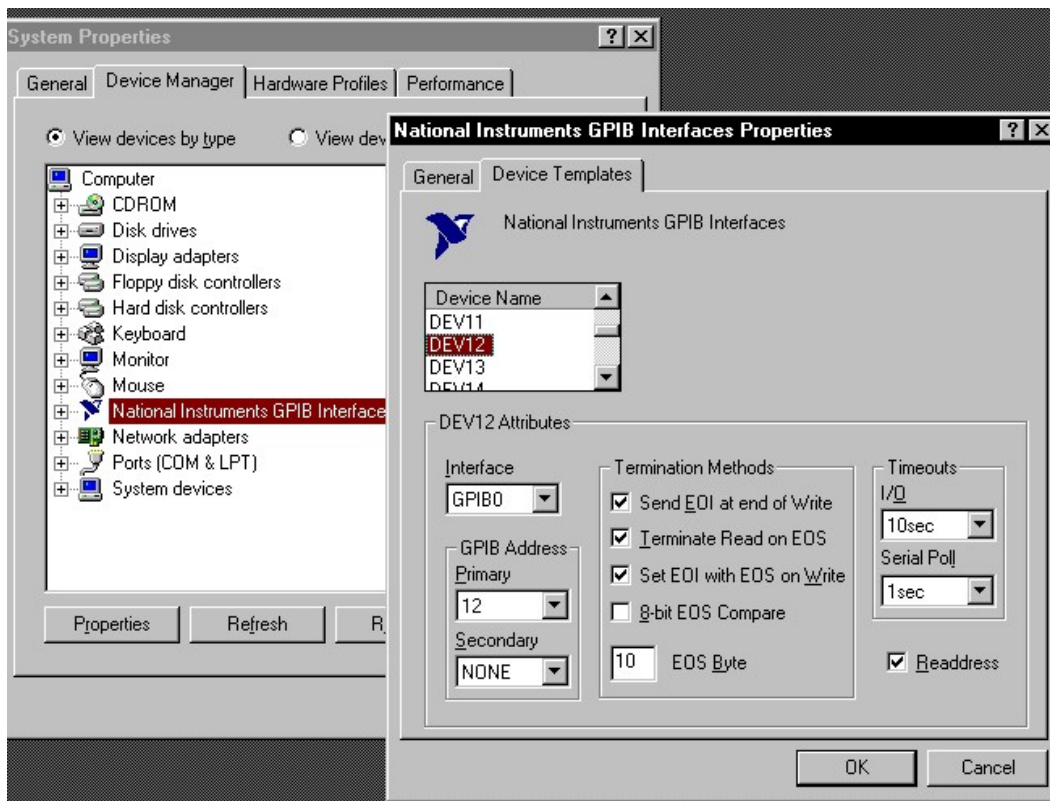 System Properties
General Device Manager Hardware Profiles Performance
View devices by type View dev
Computer
CDROM
Disk drives
Display adapters
Floppy disk controllers
Hard disk controllers
Keyboard
Monitor
Mouse
National Instruments GPIB Interface
Network adapters
Ports (COM & LPT)
System devices
Properties Refresh R
National Instruments GPIB Interfaces Properties
General Device Templates
National Instruments GPIB Interfaces
Device Name
DEV11
DEV12
DEV13
DEV14
DEV12 Attributes
Interface
GPIB0
GPIB Address
Primary
12
Secondary
NONE
Termination Methods
Send EOI at end of Write
Terminate Read on EOS
Set EOI with EOS on Write
8-bit EOS Compare
10 EOS Byte
Timeouts
I/O
10sec
Serial Poll
1sec
Readdress
OK Cancel